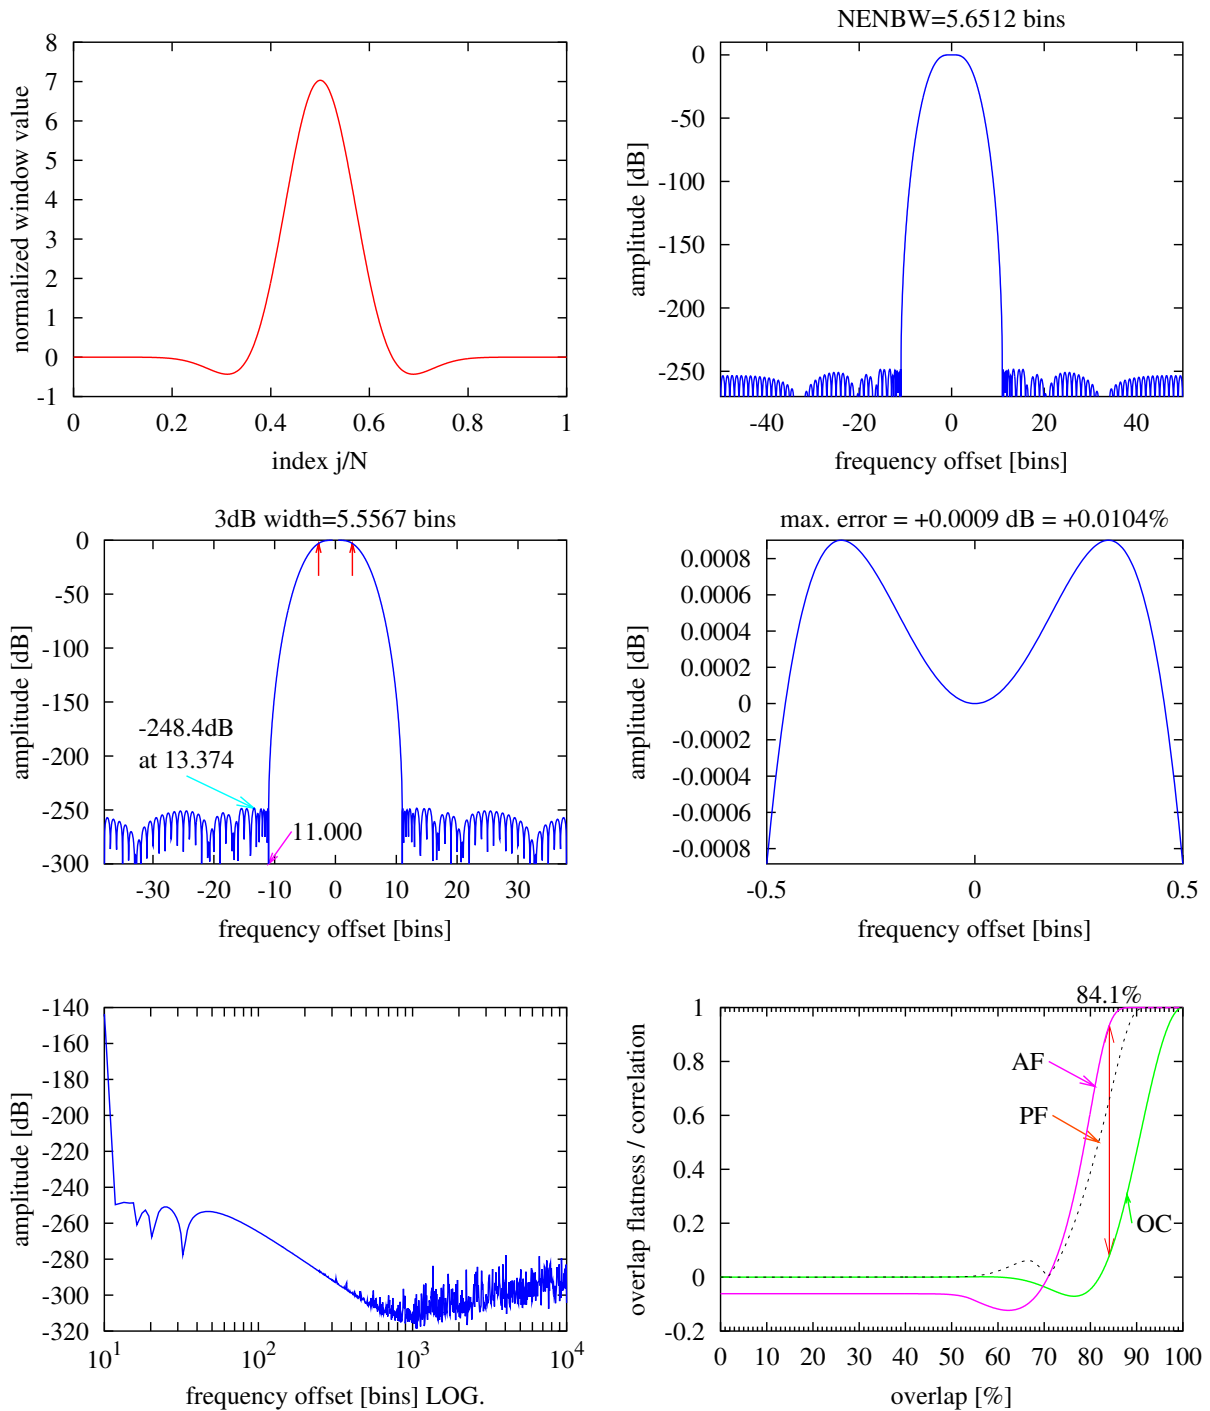 8
7
6
5
4
3
2
1
0
-1
0 0.2 0.4 0.6 0.8 1
normalized window value
index j/N
NENBW=5.6512 bins
0
-50
-100
-150
-200
-250
-40 -20 0 20 40
amplitude [dB]
frequency offset [bins]
3dB width=5.5567 bins
0
-50
-100
-150
-200
-250
-300
-248.4dB
at 13.374
11.000
-30 -20 -10 0 10 20 30
amplitude [dB]
frequency offset [bins]
max. error = +0.0009 dB = +0.0104%
0.0008
0.0006
0.0004
0.0002
0
-0.0002
-0.0004
-0.0006
-0.0008
-0.5 0 0.5
amplitude [dB]
frequency offset [bins]
-140
-160
-180
-200
-220
-240
-260
-280
-300
-320
10^1 10^2 10^3 10^4
amplitude [dB]
frequency offset [bins] LOG.
84.1%
1
0.8
0.6
0.4
0.2
0
-0.2
AF
PF
OC
0 10 20 30 40 50 60 70 80 90 100
overlap flatness / correlation
overlap [%]